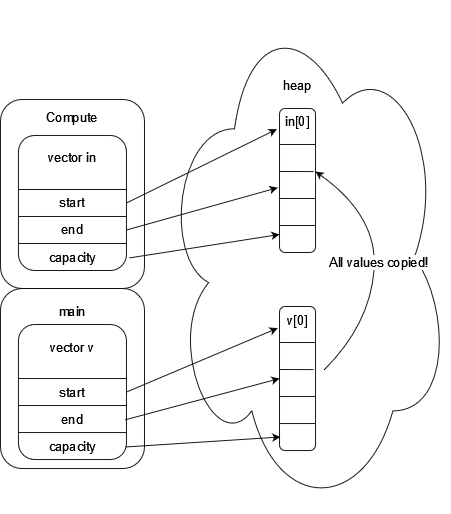 heap
Compute
in[0]
vector in
start
end
capacity
All values copied!
main
v[0]
vector v
start
end
capacity